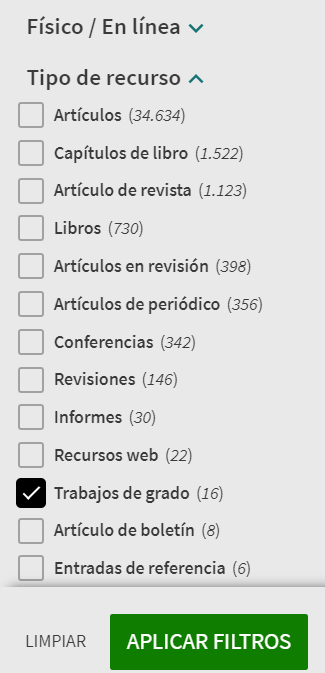 Físico / En línea
Tipo de recurso
Artículos (34.634)
Capítulos de libro (1.522)
Artículo de revista (1.123)
Libros (730)
Artículos en revisión (398)
Artículos de periódico (356)
Conferencias (342)
Revisiones (146)
Informes (30)
Recursos web (22)
Trabajos de grado (16)
Artículo de boletín (8)
Entradas de referencia (6)
LIMPIAR APLICAR FILTROS